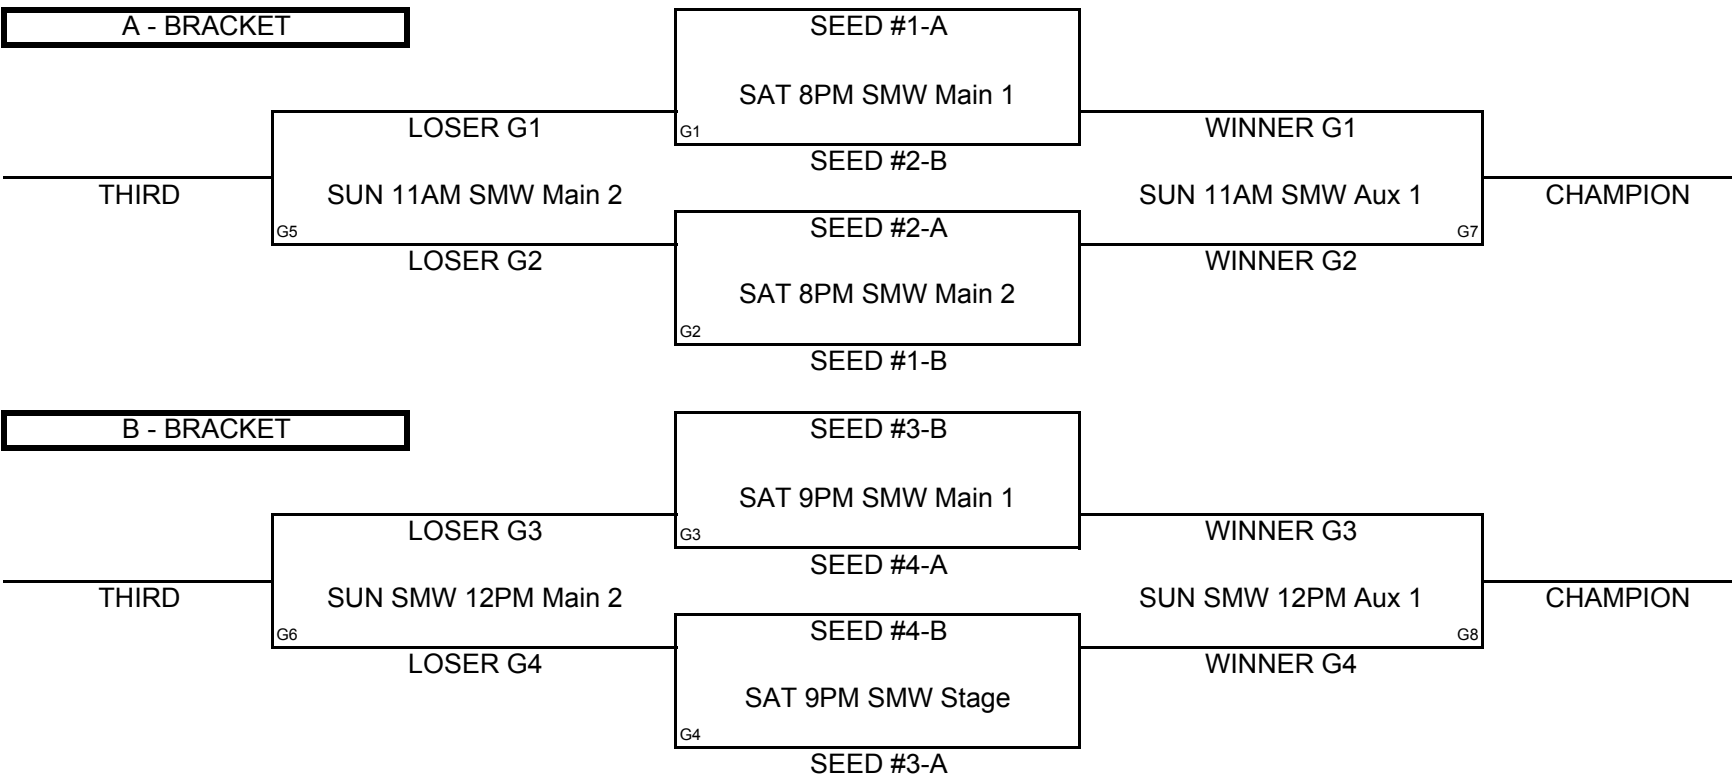 A - BRACKET
SEED #1-A
SAT 8PM SMW Main 1
LOSER G1
G1
WINNER G1
SEED #2-B
THIRD
SUN 11AM SMW Main 2
SUN 11AM SMW Aux 1
CHAMPION
G5
SEED #2-A
G7
LOSER G2
WINNER G2
SAT 8PM SMW Main 2
G2
SEED #1-B
B - BRACKET
SEED #3-B
SAT 9PM SMW Main 1
LOSER G3
G3
WINNER G3
SEED #4-A
THIRD
SUN SMW 12PM Main 2
SUN SMW 12PM Aux 1
CHAMPION
G6
SEED #4-B
G8
LOSER G4
WINNER G4
SAT 9PM SMW Stage
G4
SEED #3-A